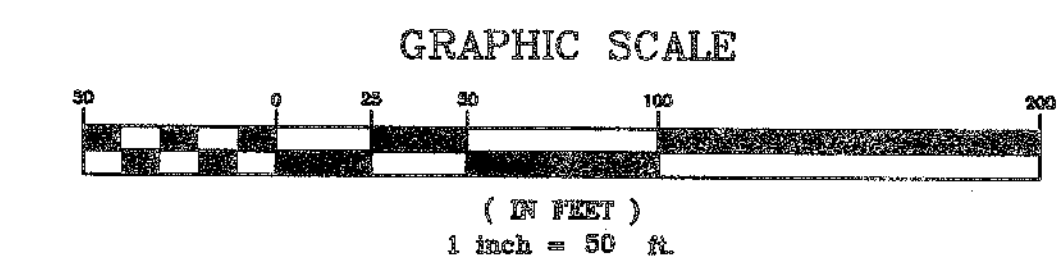 GRAPHIC SCALE
50 0 25 50 100 200
( IN FEET )
1 inch = 50 ft.